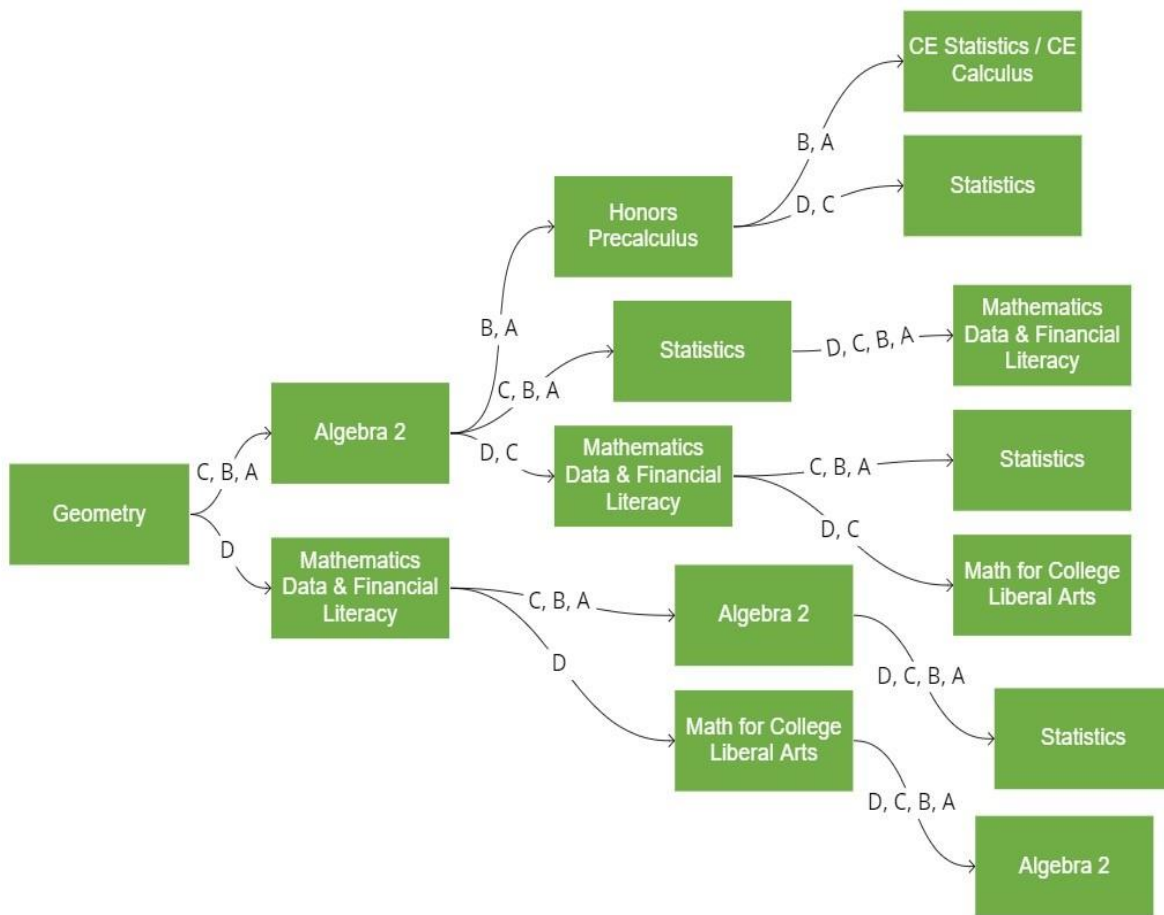 CE Statistics / CE
Calculus
B, A
Statistics
D, C
Honors
Precalculus
B, A
Mathematics
Data & Financial
Literacy
D, C, B, A
Statistics
C, B, A
Algebra 2
D, C
Mathematics
Data & Financial
Literacy
C, B, A
Statistics
C, B, A
Geometry
D, C
D
Mathematics
Data & Financial
Literacy
Math for College
Liberal Arts
C, B, A
Algebra 2
D
D, C, B, A
Math for College
Liberal Arts
Statistics
D, C, B, A
Algebra 2